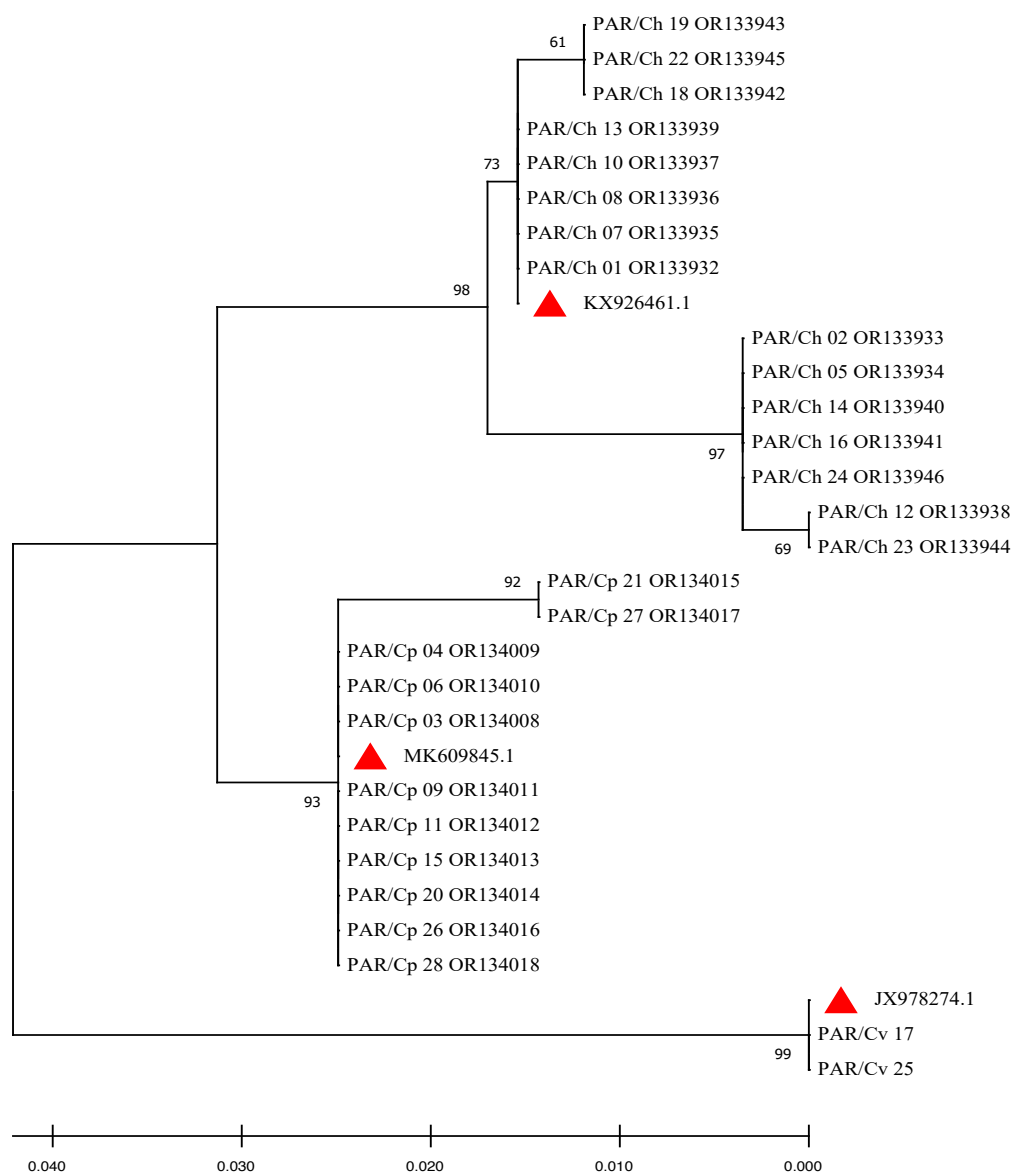 PAR/Ch 19 OR133943
61
PAR/Ch 22 OR133945
PAR/Ch 18 OR133942
PAR/Ch 13 OR133939
73
PAR/Ch 10 OR133937
PAR/Ch 08 OR133936
PAR/Ch 07 OR133935
PAR/Ch 01 OR133932
98
KX926461.1
PAR/Ch 02 OR133933
PAR/Ch 05 OR133934
PAR/Ch 14 OR133940
PAR/Ch 16 OR133941
97
PAR/Ch 24 OR133946
PAR/Ch 12 OR133938
69
PAR/Ch 23 OR133944
92
PAR/Cp 21 OR134015
PAR/Cp 27 OR134017
PAR/Cp 04 OR134009
PAR/Cp 06 OR134010
PAR/Cp 03 OR134008
MK609845.1
PAR/Cp 09 OR134011
93
PAR/Cp 11 OR134012
PAR/Cp 15 OR134013
PAR/Cp 20 OR134014
PAR/Cp 26 OR134016
PAR/Cp 28 OR134018
JX978274.1
PAR/Cv 17
99
PAR/Cv 25
0.040 0.030 0.020 0.010 0.000